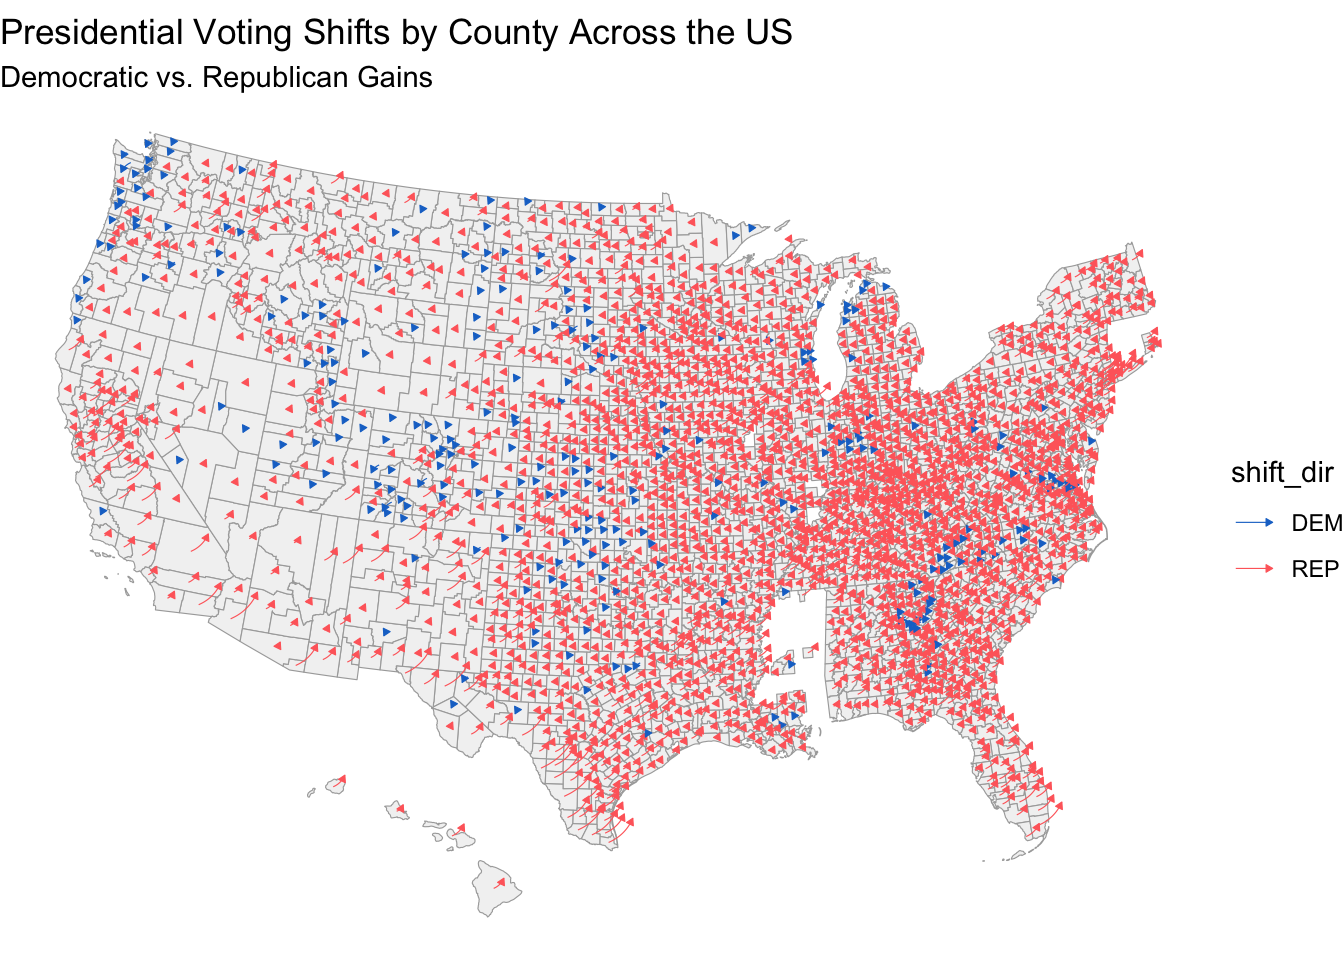 Presidential Voting Shifts by County Across the US
Democratic vs. Republican Gains
shift_dir
DEM
REP